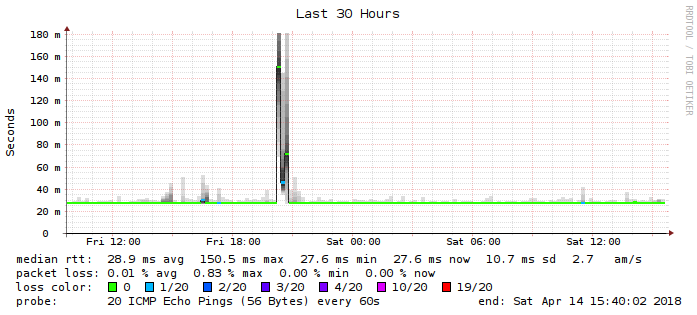 Last 30 Hours
RRDTOOL / TOBI OETIKER
Seconds
180 m
160 m
140 m
120 m
100 m
80 m
60 m
40 m
20 m
0
Fri 12:00 Fri 18:00 Sat 00:00 Sat 06:00 Sat 12:00
median rtt: 28.9 ms avg 150.5 ms max 27.6 ms min 27.6 ms now 10.7 ms sd 2.7 am/s
packet loss: 0.01 % avg 0.83 % max 0.00 % min 0.00 % now
loss color: 0 1/20 2/20 3/20 4/20 10/20 19/20
probe: 20 ICMP Echo Pings (56 Bytes) every 60s end: Sat Apr 14 15:40:02 2018